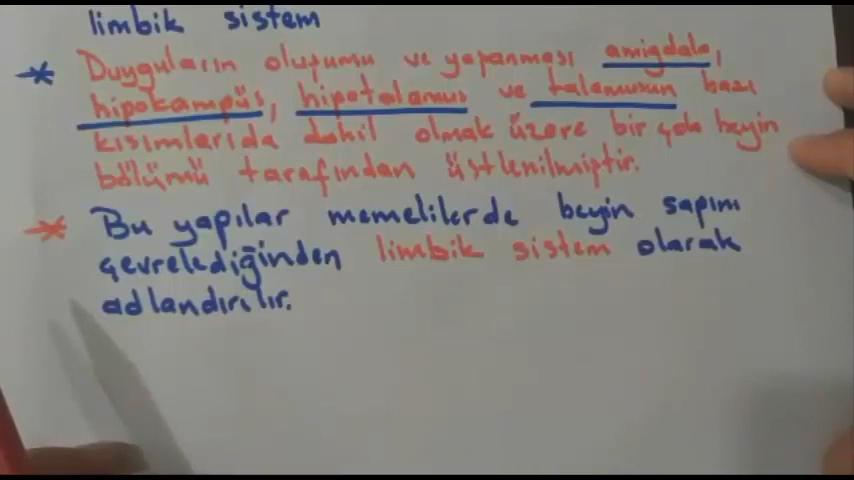 limbik sistem
* Duyguların oluşumu ve yaşanması amigdala,
hipokampüs, hipotalamus ve talamusun bazı
kısımlarıda dahil olmak üzere bir çok beyin
bölümü tarafından üstlenilmiştir.
* Bu yapılar memelilerde beyin sapını
çevrelediğinden limbik sistem olarak
adlandırılır.